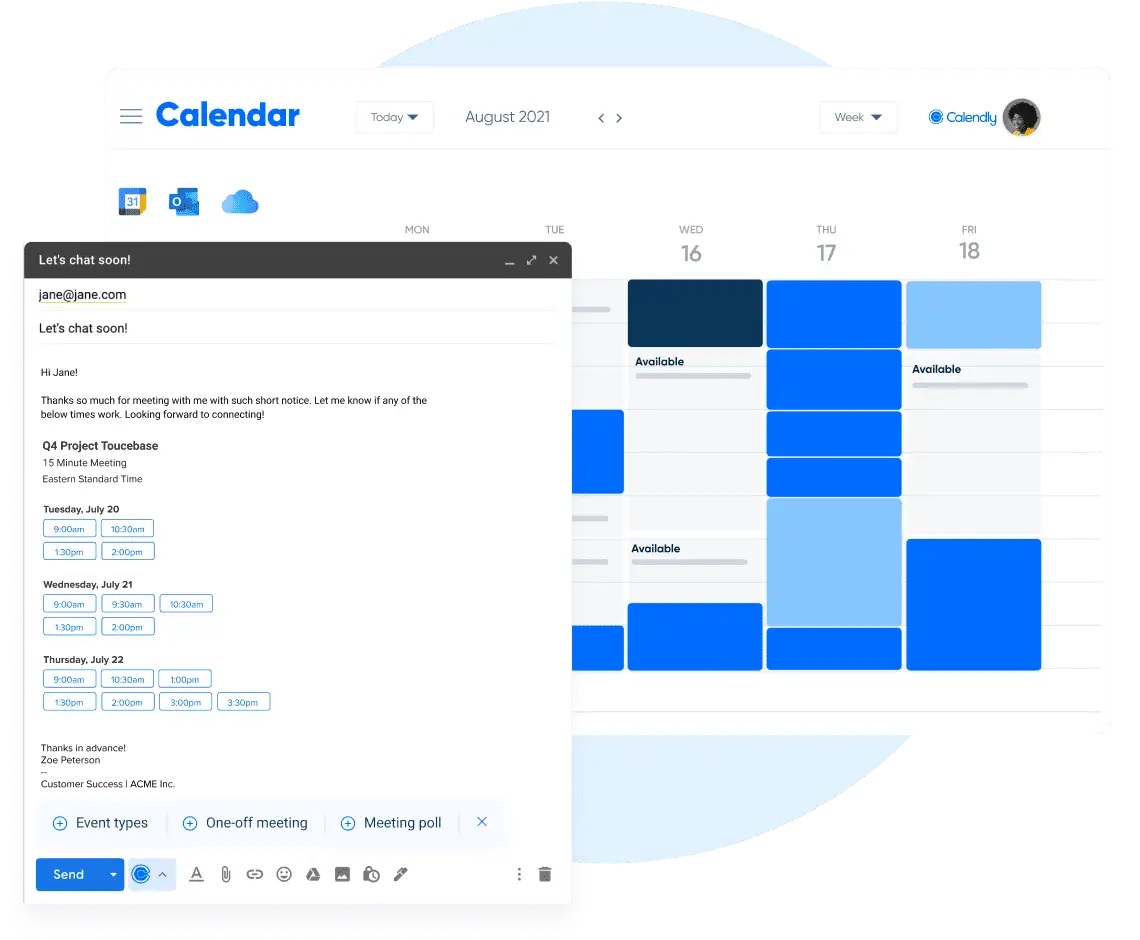 Calendar
Today
August 2021
Week
Calendly
31
O
MON
TUE
WED
THU
FRI
16
17
18
Available
Available
Available
Let's chat soon!
jane@jane.com
Let's chat soon!
Hi Jane!
Thanks so much for meeting with me with such short notice. Let me know if any of the
below times work. Looking forward to connecting!
Q4 Project Toucebase
15 Minute Meeting
Eastern Standard Time
Tuesday, July 20
9:00am 10:30am
1:30pm 2:00pm
Wednesday, July 21
9:00am 9:30am 10:30am
1:30pm 2:00pm
Thursday, July 22
9:00am 10:30am 1:00pm
1:30pm 2:00pm 3:00pm 3:30pm
Thanks in advance!
Zoe Peterson
--
Customer Success | ACME Inc.
Event types
One-off meeting
Meeting poll
Send